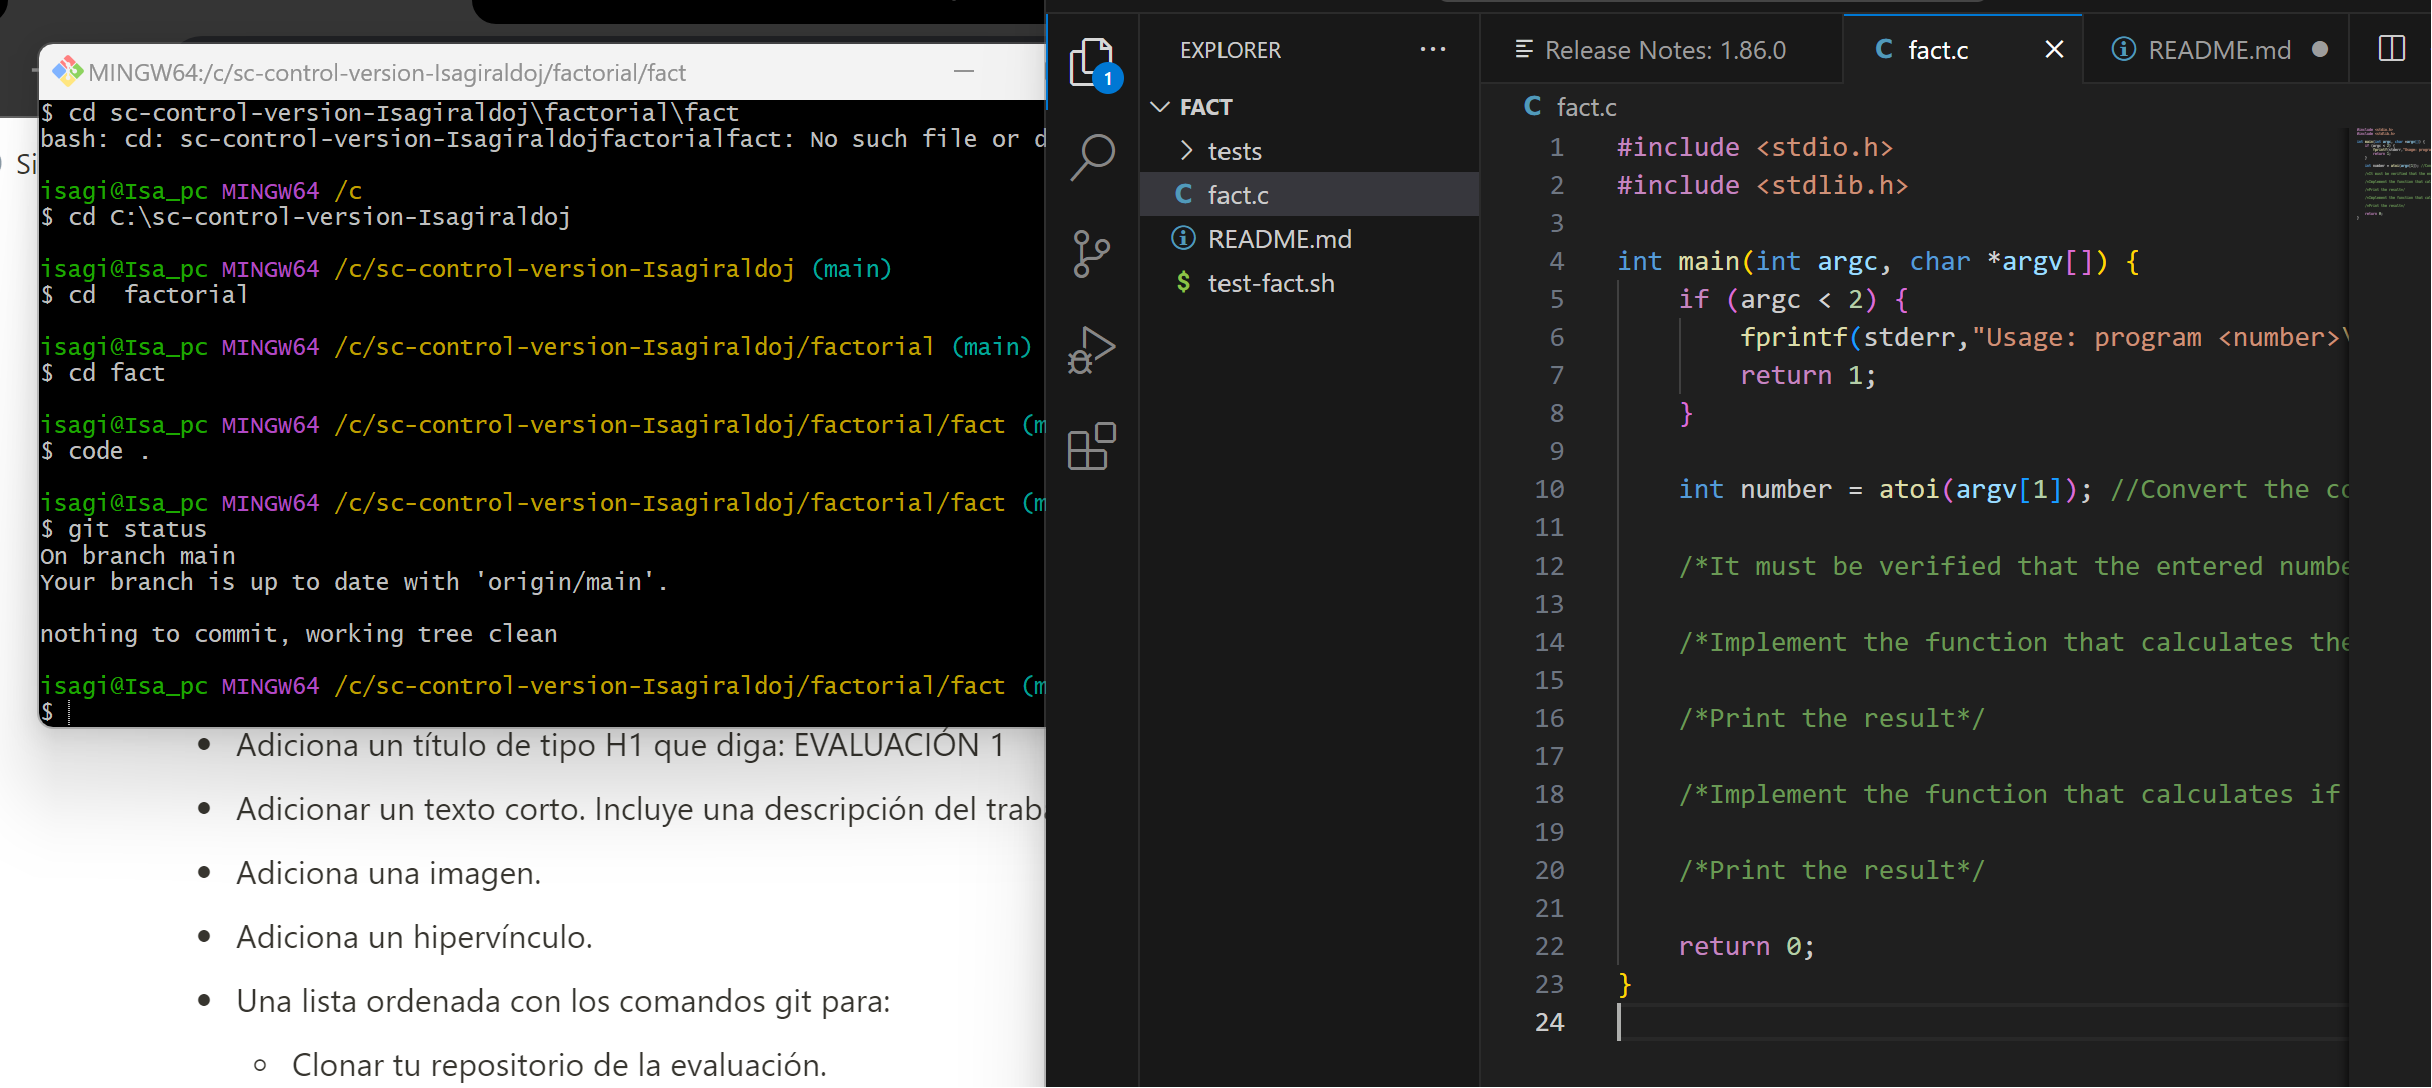 MINGW64:/c/sc-control-version-Isagiraldoj/factorial/fact
$ cd sc-control-version-Isagiraldoj\factorial\fact
bash: cd: sc-control-version-Isagiraldojfactorialfact: No such file or d
isagi@Isa_pc MINGW64 /c
$ cd C:\sc-control-version-Isagiraldoj
isagi@Isa_pc MINGW64 /c/sc-control-version-Isagiraldoj (main)
$ cd  factorial
isagi@Isa_pc MINGW64 /c/sc-control-version-Isagiraldoj/factorial (main)
$ cd fact
isagi@Isa_pc MINGW64 /c/sc-control-version-Isagiraldoj/factorial/fact (m
$ code .
isagi@Isa_pc MINGW64 /c/sc-control-version-Isagiraldoj/factorial/fact (m
$ git status
On branch main
Your branch is up to date with 'origin/main'.
nothing to commit, working tree clean
isagi@Isa_pc MINGW64 /c/sc-control-version-Isagiraldoj/factorial/fact (m
$
Si
• Adiciona un título de tipo H1 que diga: EVALUACIÓN 1
• Adicionar un texto corto. Incluye una descripción del trab
• Adiciona una imagen.
• Adiciona un hipervínculo.
• Una lista ordenada con los comandos git para:
◦ Clonar tu repositorio de la evaluación.
1
EXPLORER
FACT
tests
C fact.c
README.md
$ test-fact.sh
Release Notes: 1.86.0
C fact.c
README.md
C fact.c
1 #include <stdio.h>
2 #include <stdlib.h>
3
4 int main(int argc, char *argv[]) {
5 if (argc < 2) {
6 fprintf(stderr,"Usage: program <number>\
7 return 1;
8 }
9
10 int number = atoi(argv[1]); //Convert the co
11
12 /*It must be verified that the entered numbe
13
14 /*Implement the function that calculates the
15
16 /*Print the result*/
17
18 /*Implement the function that calculates if
19
20 /*Print the result*/
21
22 return 0;
23 }
24